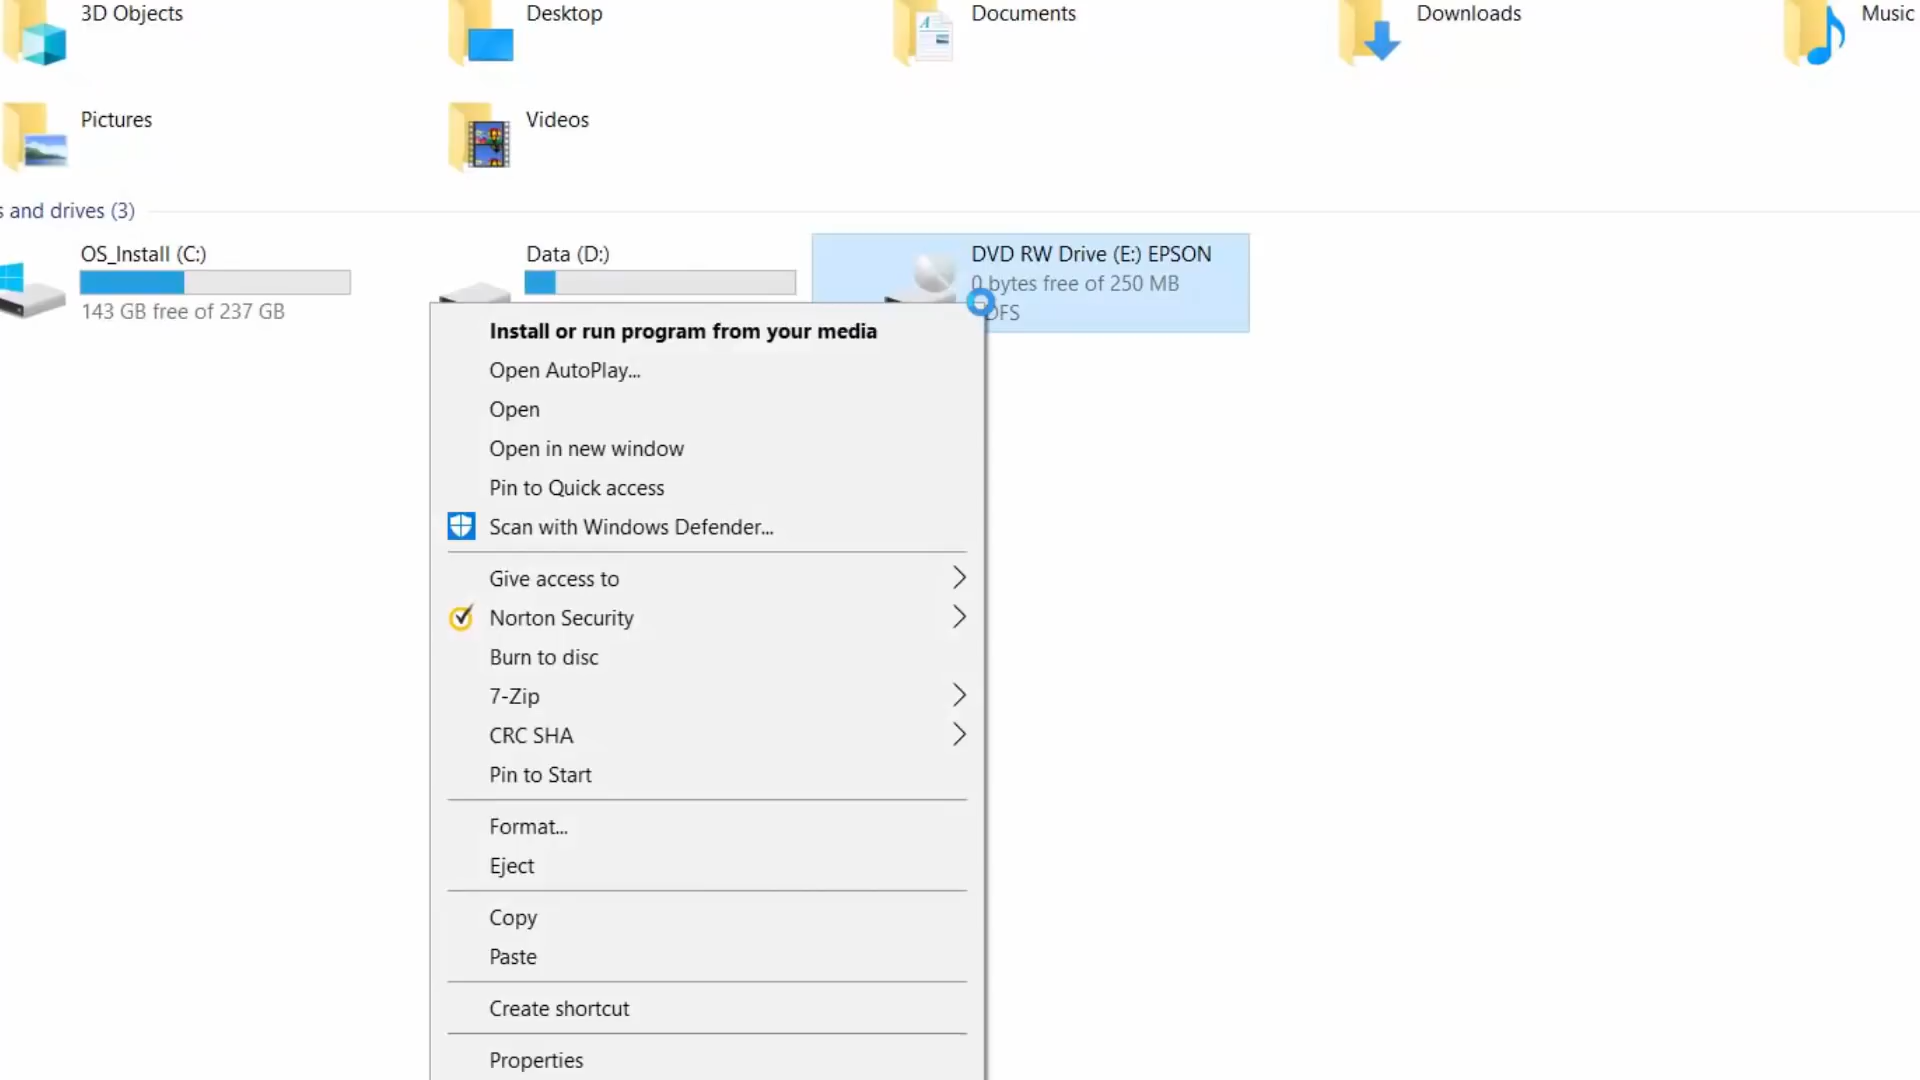 3D Objects
Desktop
Documents
Downloads
Music
Pictures
Videos
s and drives (3)
OS_Install (C:)
143 GB free of 237 GB
Data (D:)
DVD RW Drive (E:) EPSON
0 bytes free of 250 MB
DFS
Install or run program from your media
Open AutoPlay...
Open
Open in new window
Pin to Quick access
Scan with Windows Defender...
Give access to
Norton Security
Burn to disc
7-Zip
CRC SHA
Pin to Start
Format...
Eject
Copy
Paste
Create shortcut
Properties